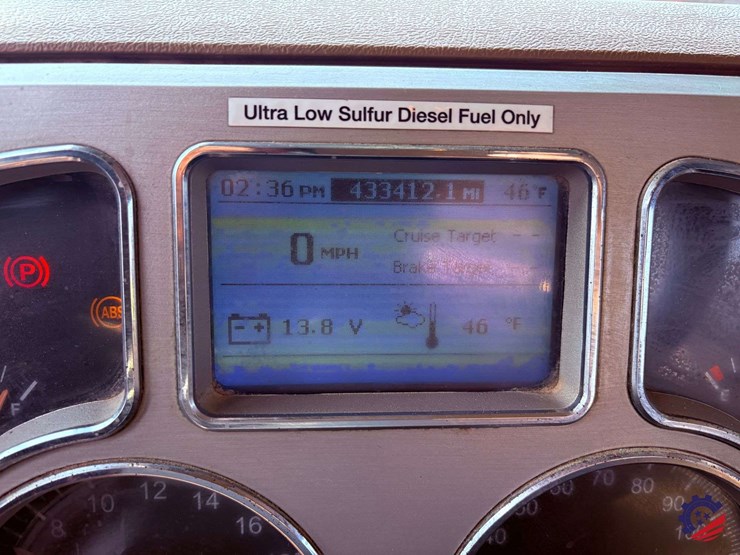 Ultra Low Sulfur Diesel Fuel Only
02:36 PM 433412.1 MI 46°F
0 MPH
Cruise Target - -
Brake Target
13.8 V 46 °F
P
ABS
F
E
8 10 12 14 16
70 80 90